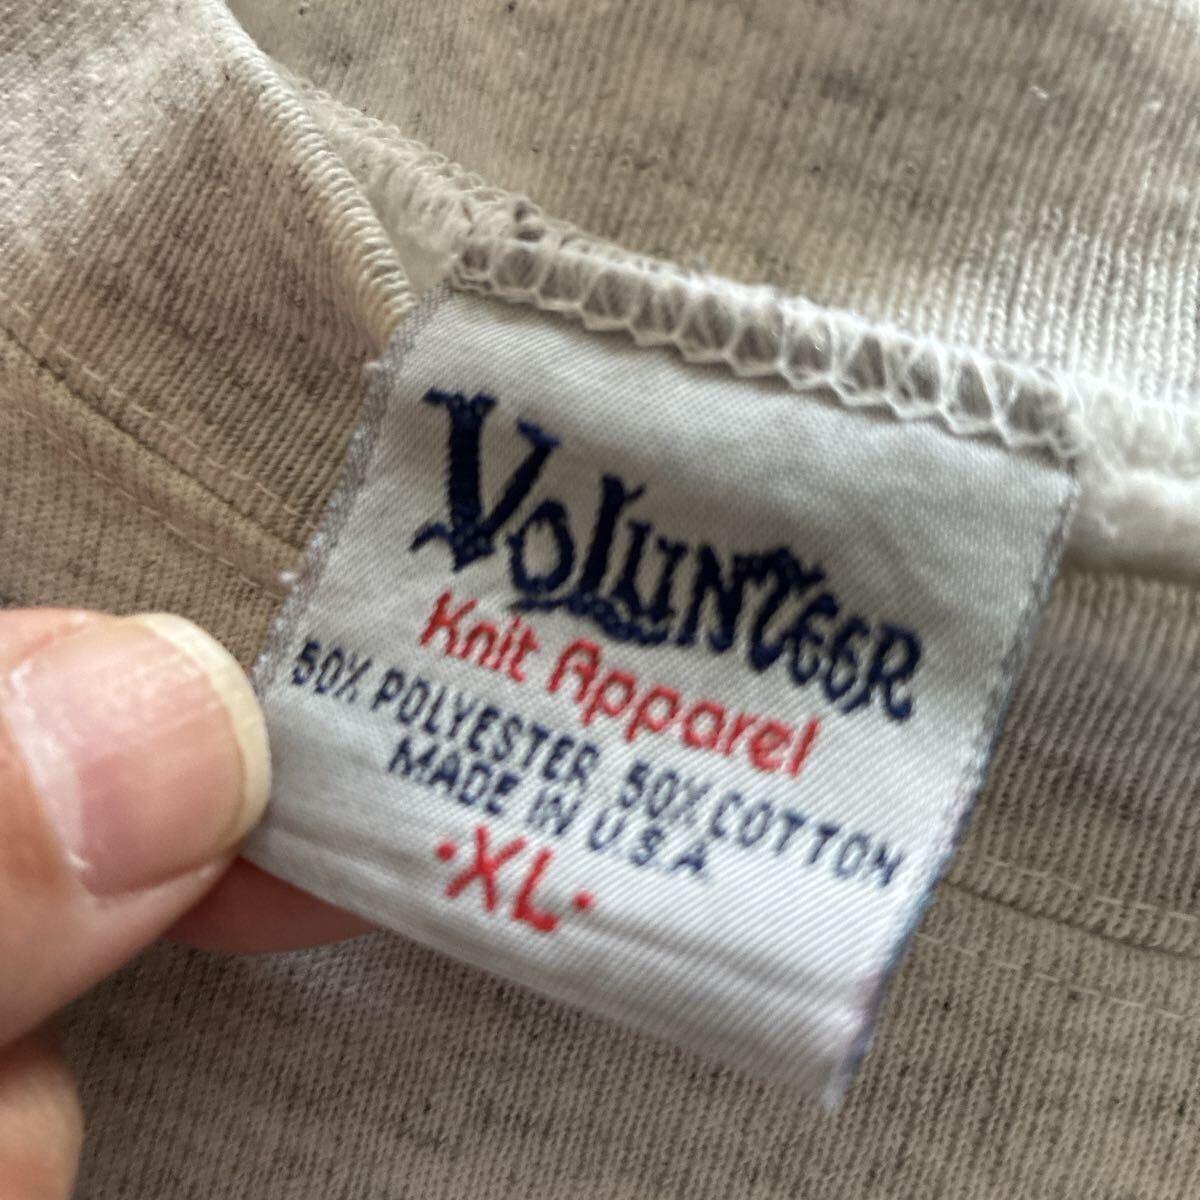 VOLUNTEER
Knit Apparel
50% POLYESTER 50% COTTON
MADE IN U.S.A
·XL·